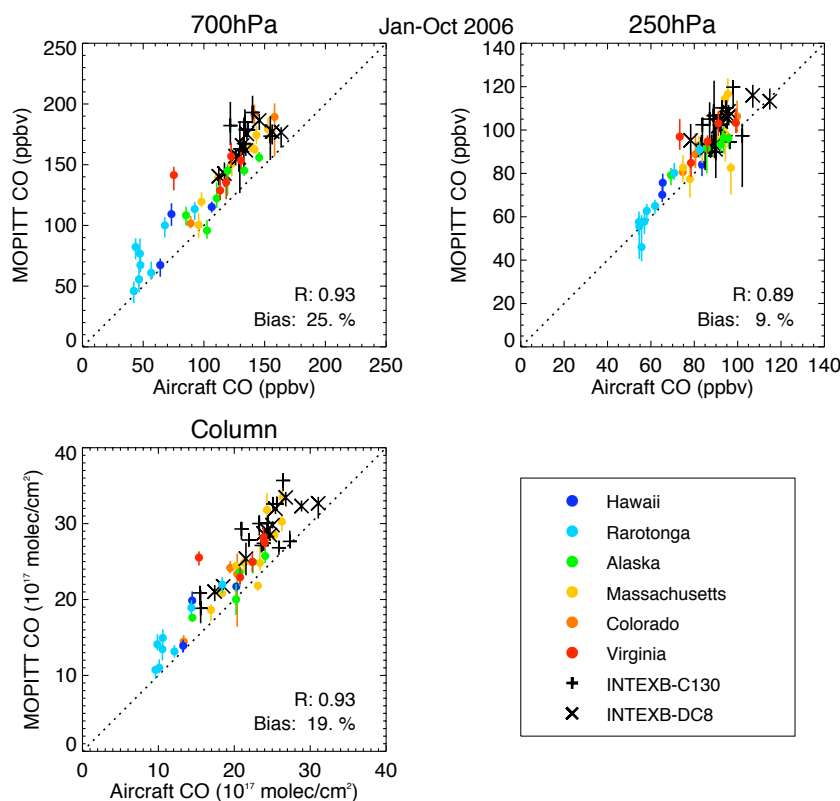 700hPa
Jan-Oct 2006
250hPa
250
200
150
100
50
0
MOPITT CO (ppbv)
R: 0.93
Bias: 25. %
0 50 100 150 200 250
Aircraft CO (ppbv)
140
120
100
80
60
40
20
0
MOPITT CO (ppbv)
R: 0.89
Bias: 9. %
0 20 40 60 80 100 120 140
Aircraft CO (ppbv)
Column
40
30
20
10
0
MOPITT CO (10¹⁷ molec/cm²)
R: 0.93
Bias: 19. %
0 10 20 30 40
Aircraft CO (10¹⁷ molec/cm²)
Hawaii
Rarotonga
Alaska
Massachusetts
Colorado
Virginia
INTEXB-C130
INTEXB-DC8